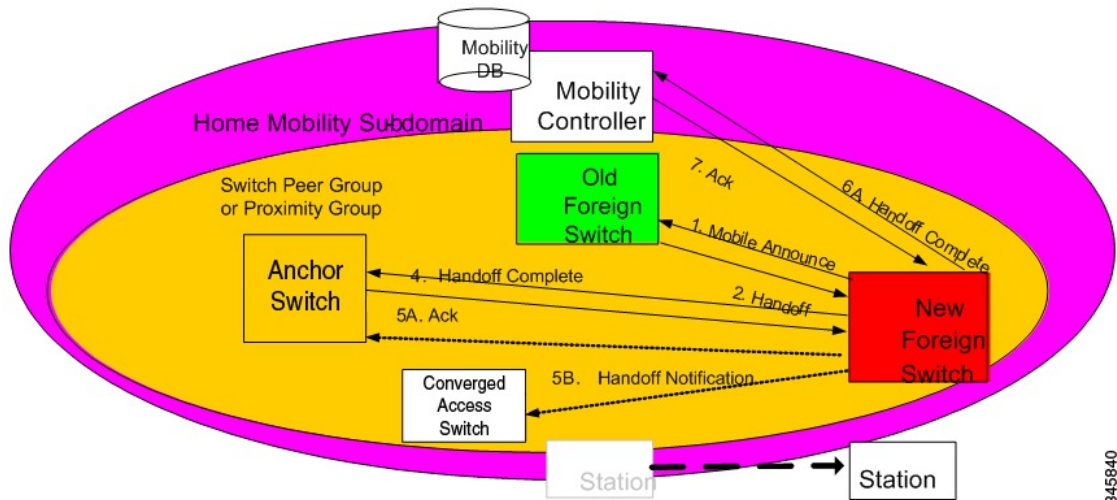 Mobility
DB
Mobility
Controller
Home Mobility Subdomain
Switch Peer Group
or Proximity Group
Old
Foreign
Switch
7. Ack
6A. Handoff Complete
1. Mobile Announce
Anchor
Switch
4. Handoff Complete
2. Handoff
5A. Ack
New
Foreign
Switch
5B. Handoff Notification
Converged
Access
Switch
Station
Station
345840